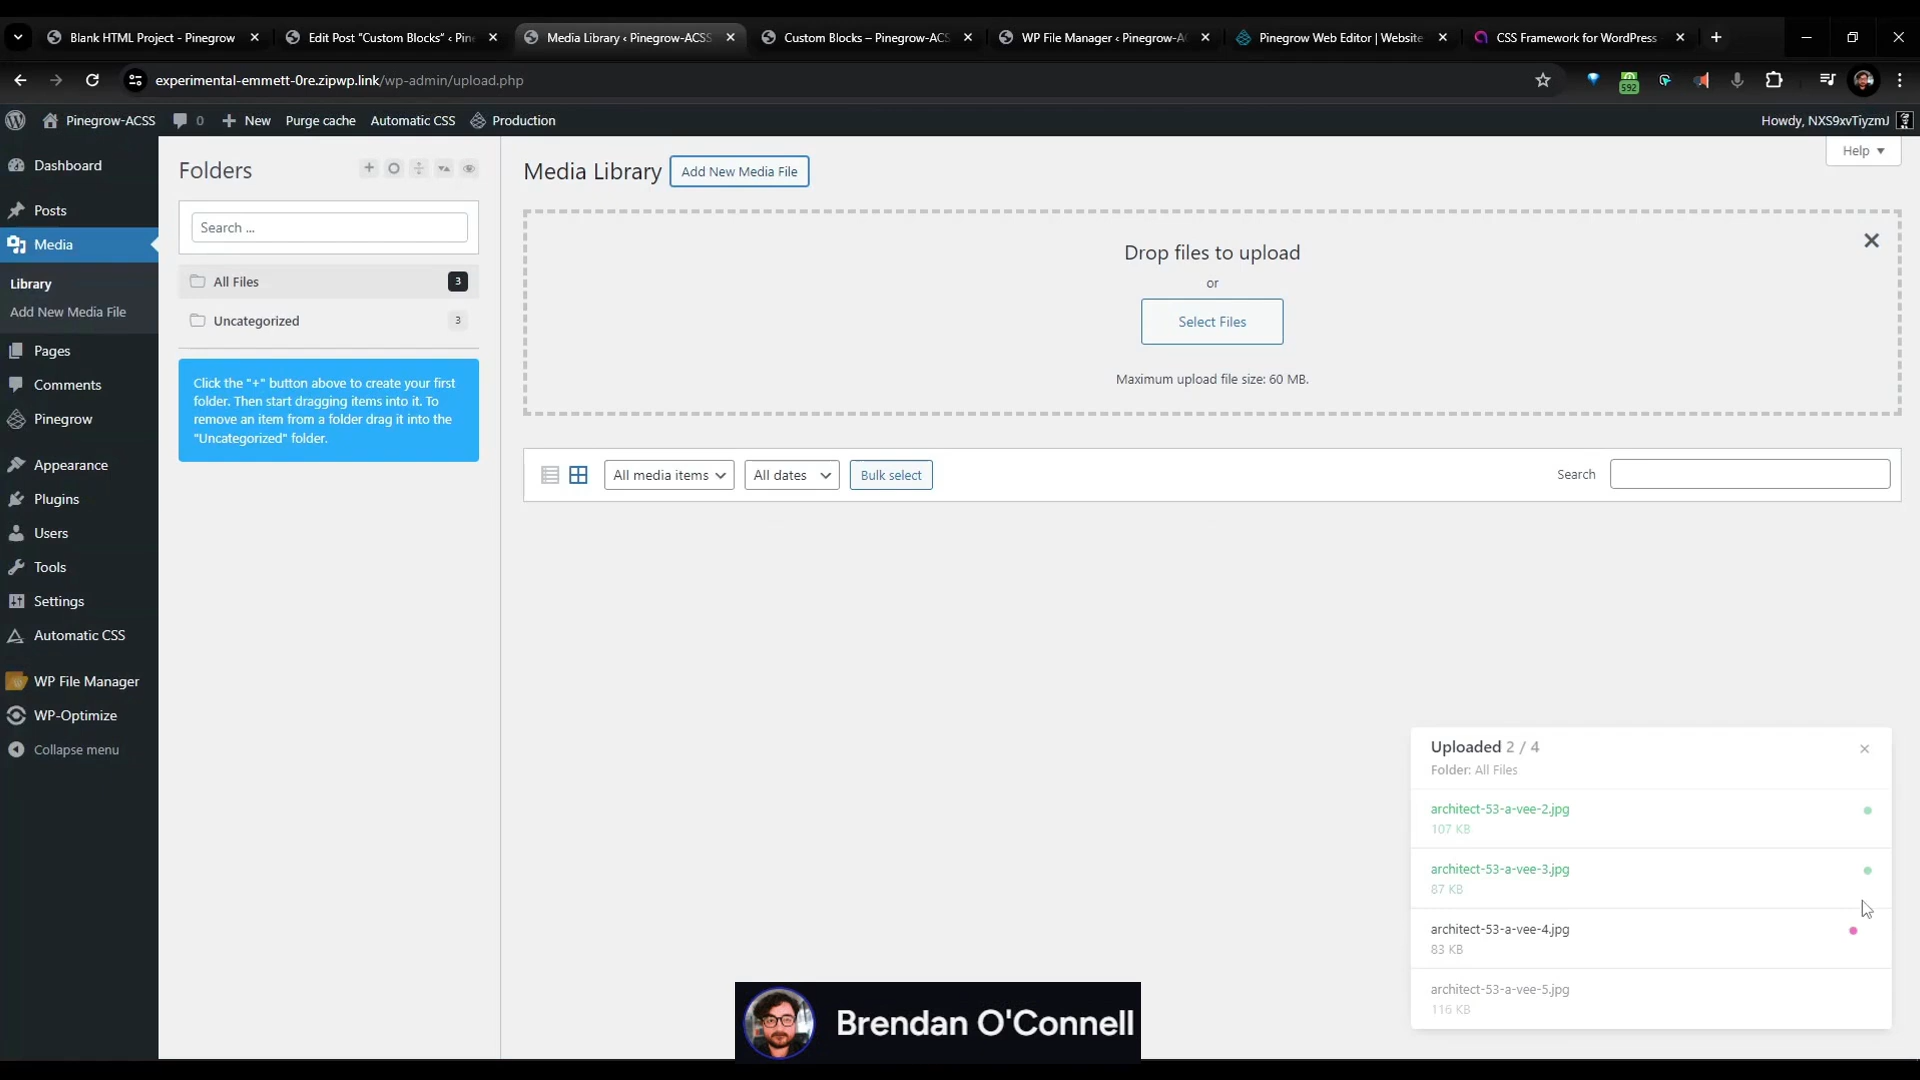 Blank HTML Project - Pinegrow
Edit Post “Custom Blocks” ‹ Pin
Media Library ‹ Pinegrow-ACSS
Custom Blocks – Pinegrow-ACS
WP File Manager ‹ Pinegrow-A
Pinegrow Web Editor | Website
CSS Framework for WordPress
experimental-emmett-0re.zipwp.link/wp-admin/upload.php
592
Pinegrow-ACSS
0
New
Purge cache
Automatic CSS
Production
Howdy, NXS9xvTiyzmJ
Help
Dashboard
Posts
Media
Library
Add New Media File
Pages
Comments
Pinegrow
Appearance
Plugins
Users
Tools
Settings
Automatic CSS
WP File Manager
WP-Optimize
Collapse menu
Folders
Search ...
All Files
3
Uncategorized
3
Click the "+" button above to create your first
folder. Then start dragging items into it. To
remove an item from a folder drag it into the
"Uncategorized" folder.
Media Library
Add New Media File
Drop files to upload
or
Select Files
Maximum upload file size: 60 MB.
All media items
All dates
Bulk select
Search
Uploaded 2 / 4
Folder: All Files
architect-53-a-vee-2.jpg
107 KB
architect-53-a-vee-3.jpg
87 KB
architect-53-a-vee-4.jpg
83 KB
architect-53-a-vee-5.jpg
116 KB
Brendan O'Connell